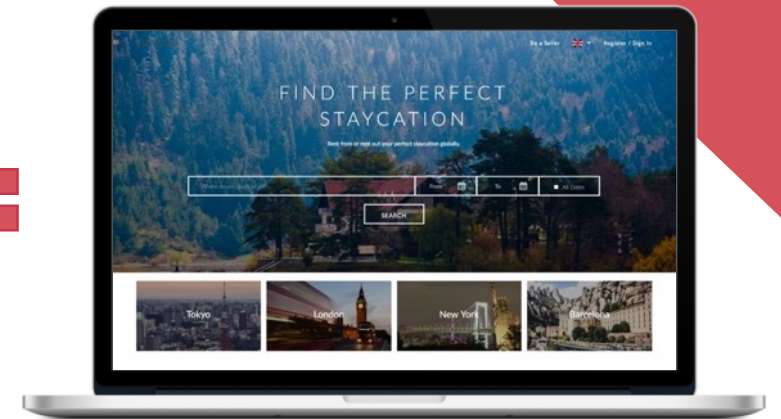 Be a Seller
Register / Sign In
FIND THE PERFECT
STAYCATION
Rent from or rent out your perfect staycation globally
From
To
All Dates
SEARCH
Tokyo
London
New York
Barcelona